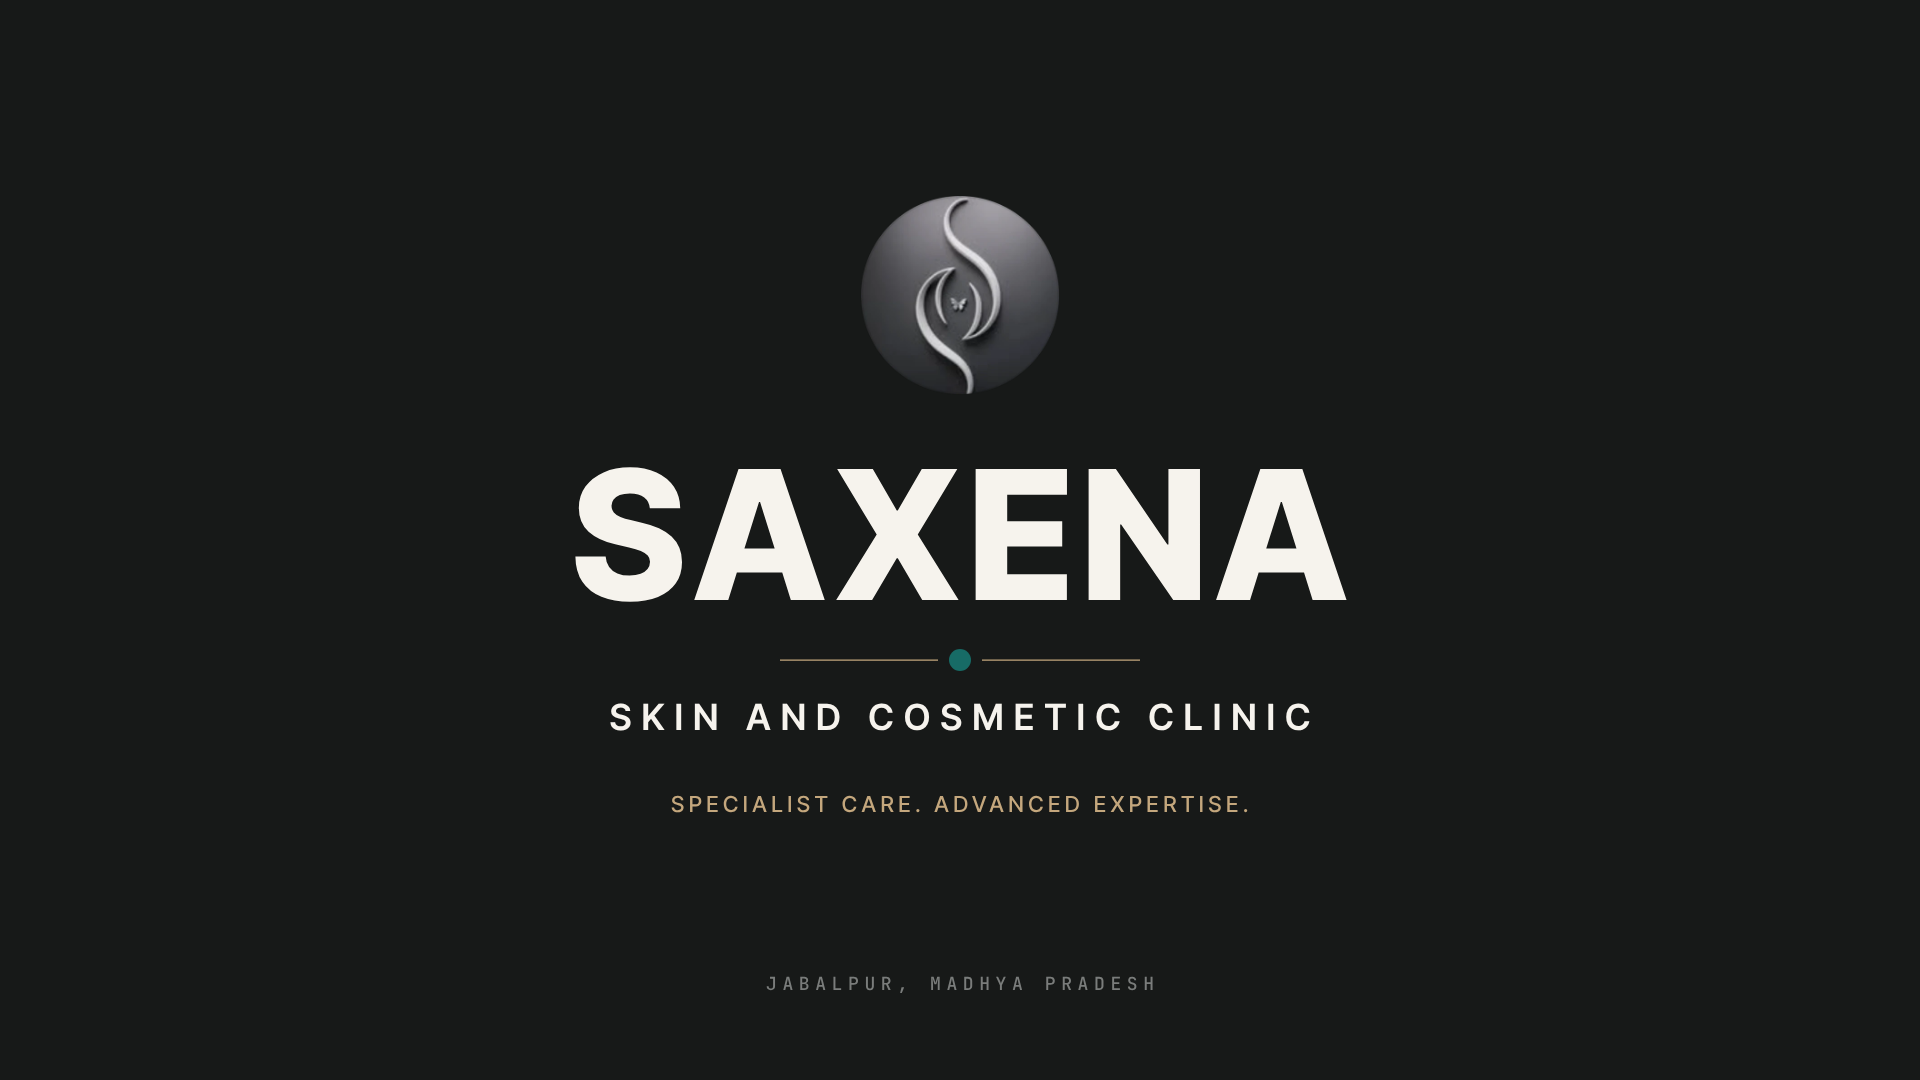 SAXENA
SKIN AND COSMETIC CLINIC
SPECIALIST CARE. ADVANCED EXPERTISE.
JABALPUR, MADHYA PRADESH